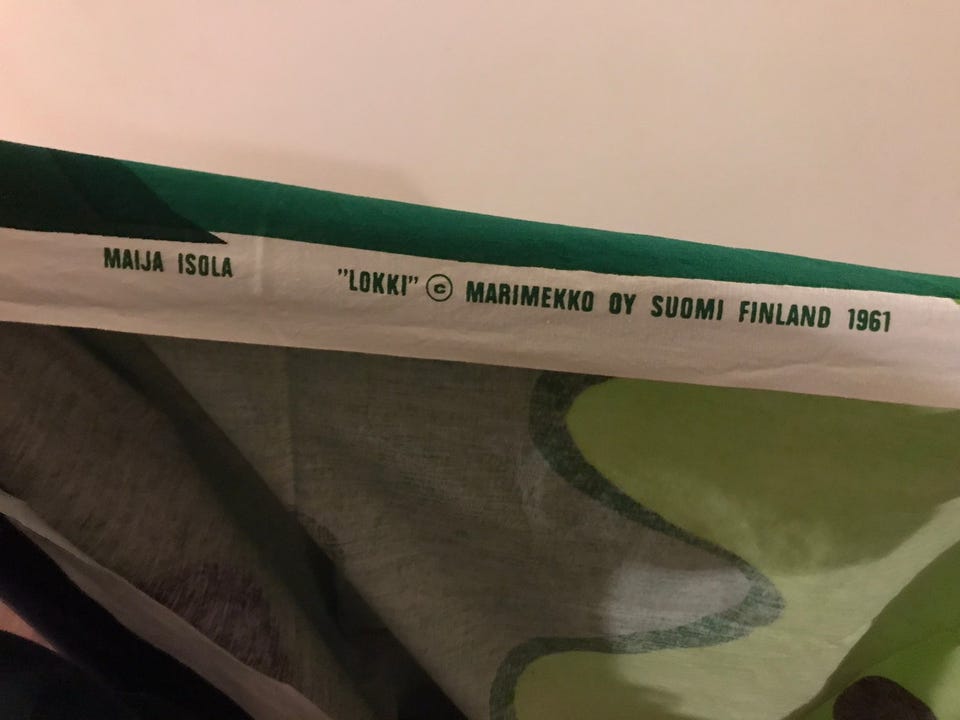 MAIJA ISOLA ”LOKKI” © MARIMEKKO OY SUOMI FINLAND 1961